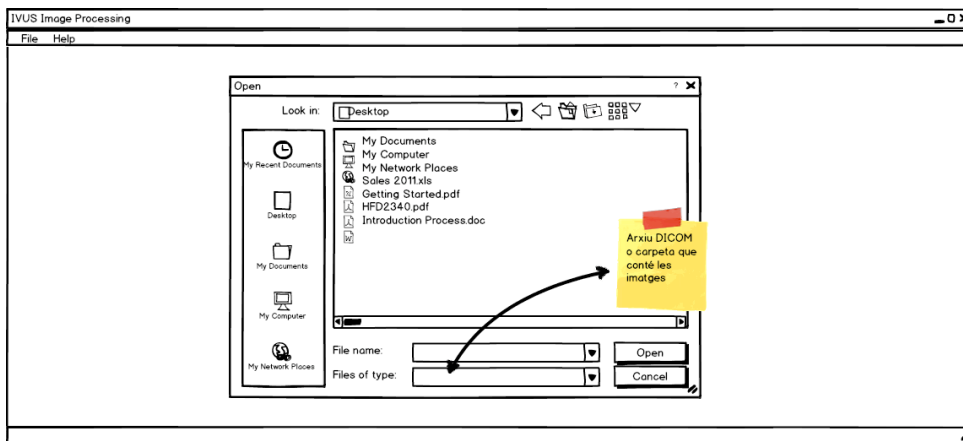 IVUS Image Processing
File Help
Open
Look in: Desktop
My Recent Documents
Desktop
My Documents
My Computer
My Network Places
My Documents
My Computer
My Network Places
Sales 2011.xls
Getting Started.pdf
HFD2340.pdf
Introduction Process.doc
Arxiu DICOM
o carpeta que
conté les
imatges
File name:
Open
Files of type:
Cancel